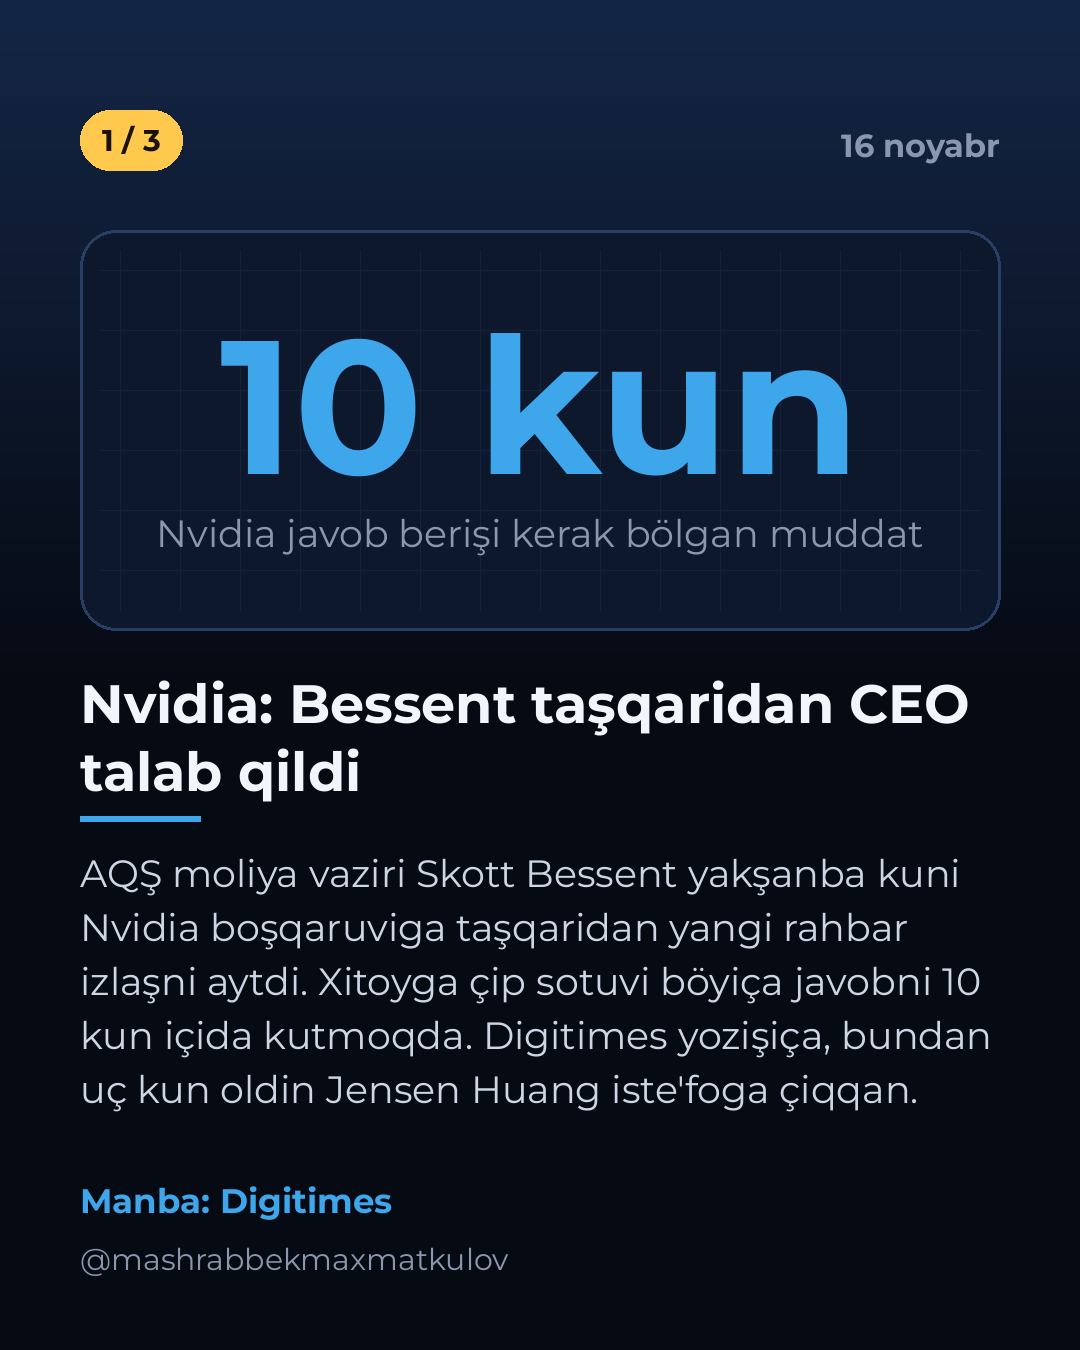 1 / 3
16 noyabr
10 kun
Nvidia javob berişi kerak bölgan muddat
Nvidia: Bessent taşqaridan CEO
talab qildi
AQŞ moliya vaziri Skott Bessent yakşanba kuni
Nvidia boşqaruviga taşqaridan yangi rahbar
izlaşni aytdi. Xitoyga çip sotuvi böyiça javobni 10
kun içida kutmoqda. Digitimes yozişiça, bundan
uç kun oldin Jensen Huang iste'foga çiqqan.
Manba: Digitimes
@mashrabbekmaxmatkulov